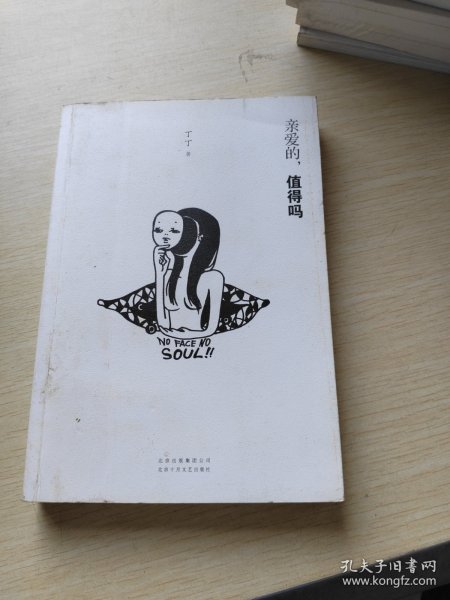 亲爱的，值得吗
丁丁 著
NO FACE NO
SOUL!!
北京出版集团公司
北京十月文艺出版社
孔夫子旧书网
www.kongfz.com